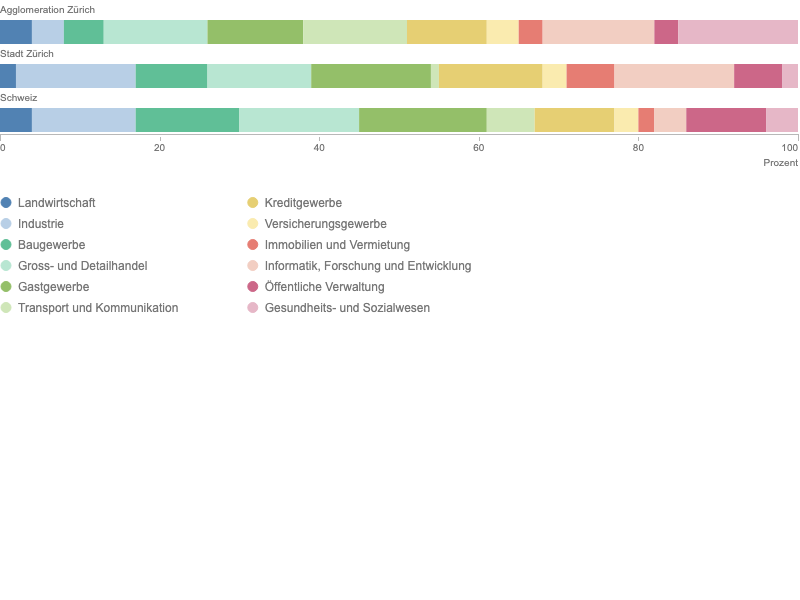 Agglomeration Zürich
Stadt Zürich
Schweiz
0 20 40 60 80 100
Prozent
Landwirtschaft
Industrie
Baugewerbe
Gross- und Detailhandel
Gastgewerbe
Transport und Kommunikation
Kreditgewerbe
Versicherungsgewerbe
Immobilien und Vermietung
Informatik, Forschung und Entwicklung
Öffentliche Verwaltung
Gesundheits- und Sozialwesen